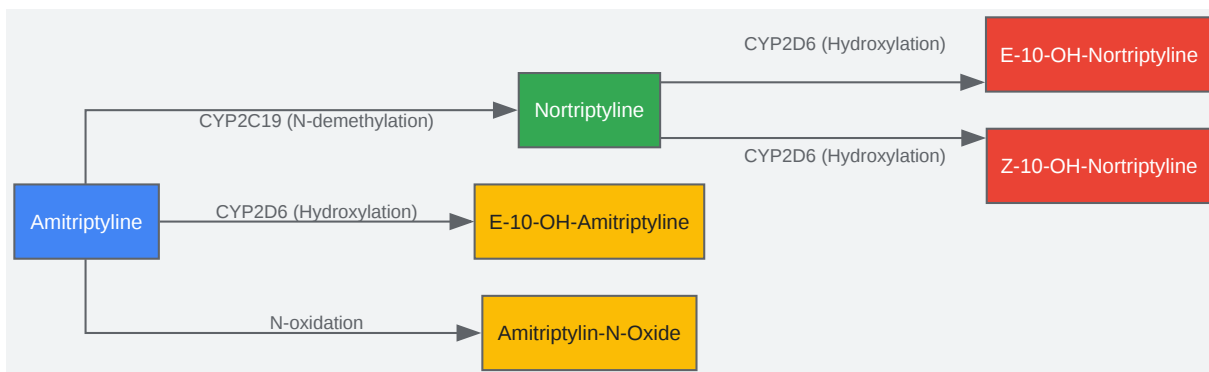 CYP2D6 (Hydroxylation)
E-10-OH-Nortriptyline
CYP2C19 (N-demethylation)
Nortriptyline
CYP2D6 (Hydroxylation)
Z-10-OH-Nortriptyline
Amitriptyline
CYP2D6 (Hydroxylation)
E-10-OH-Amitriptyline
N-oxidation
Amitriptylin-N-Oxide